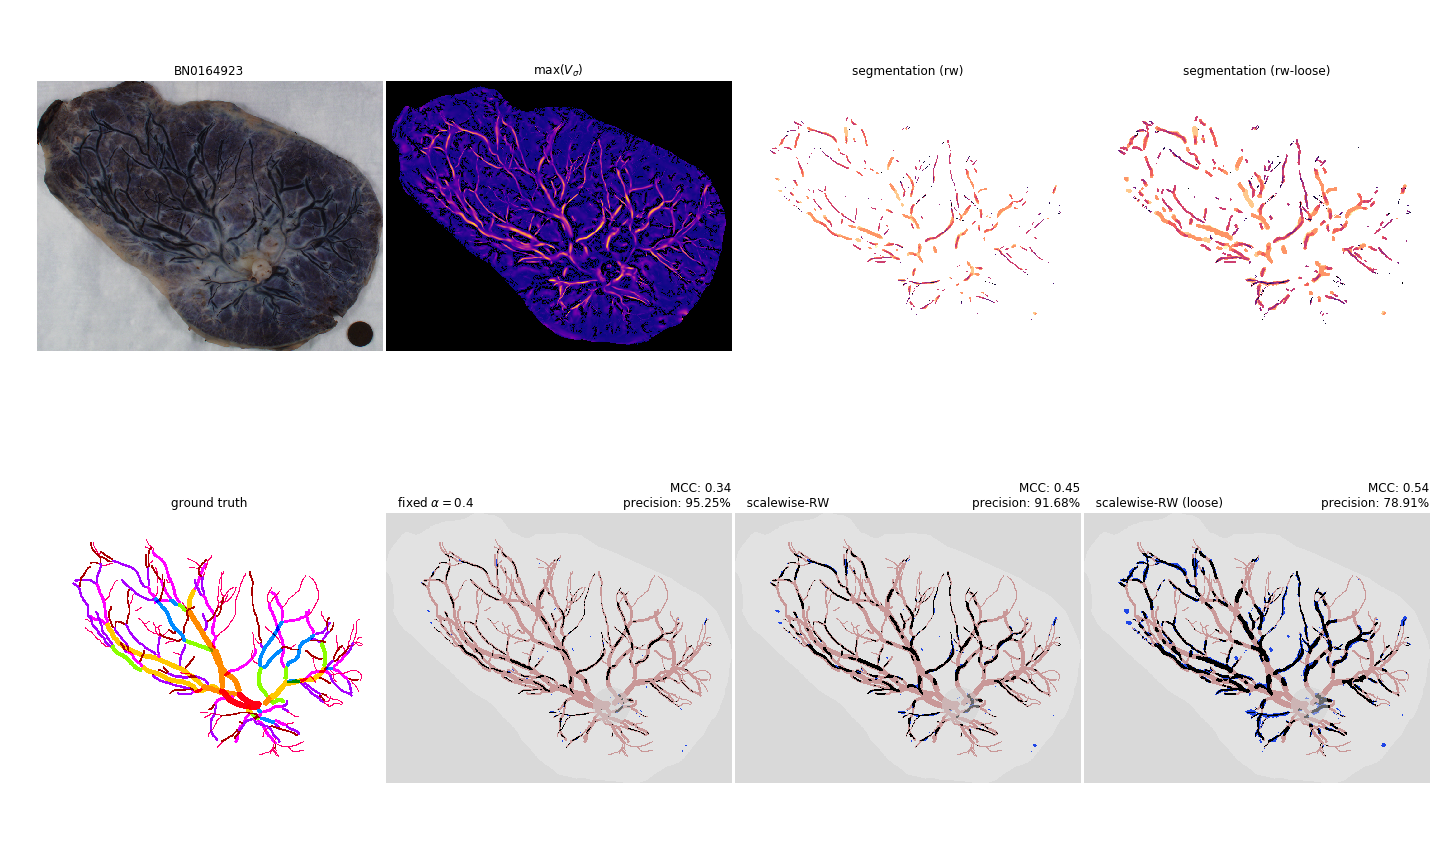 BN0164923
max(V_σ)
segmentation (rw)
segmentation (rw-loose)
ground truth
fixed α = 0.4
MCC: 0.34
precision: 95.25%
scalewise-RW
MCC: 0.45
precision: 91.68%
scalewise-RW (loose)
MCC: 0.54
precision: 78.91%